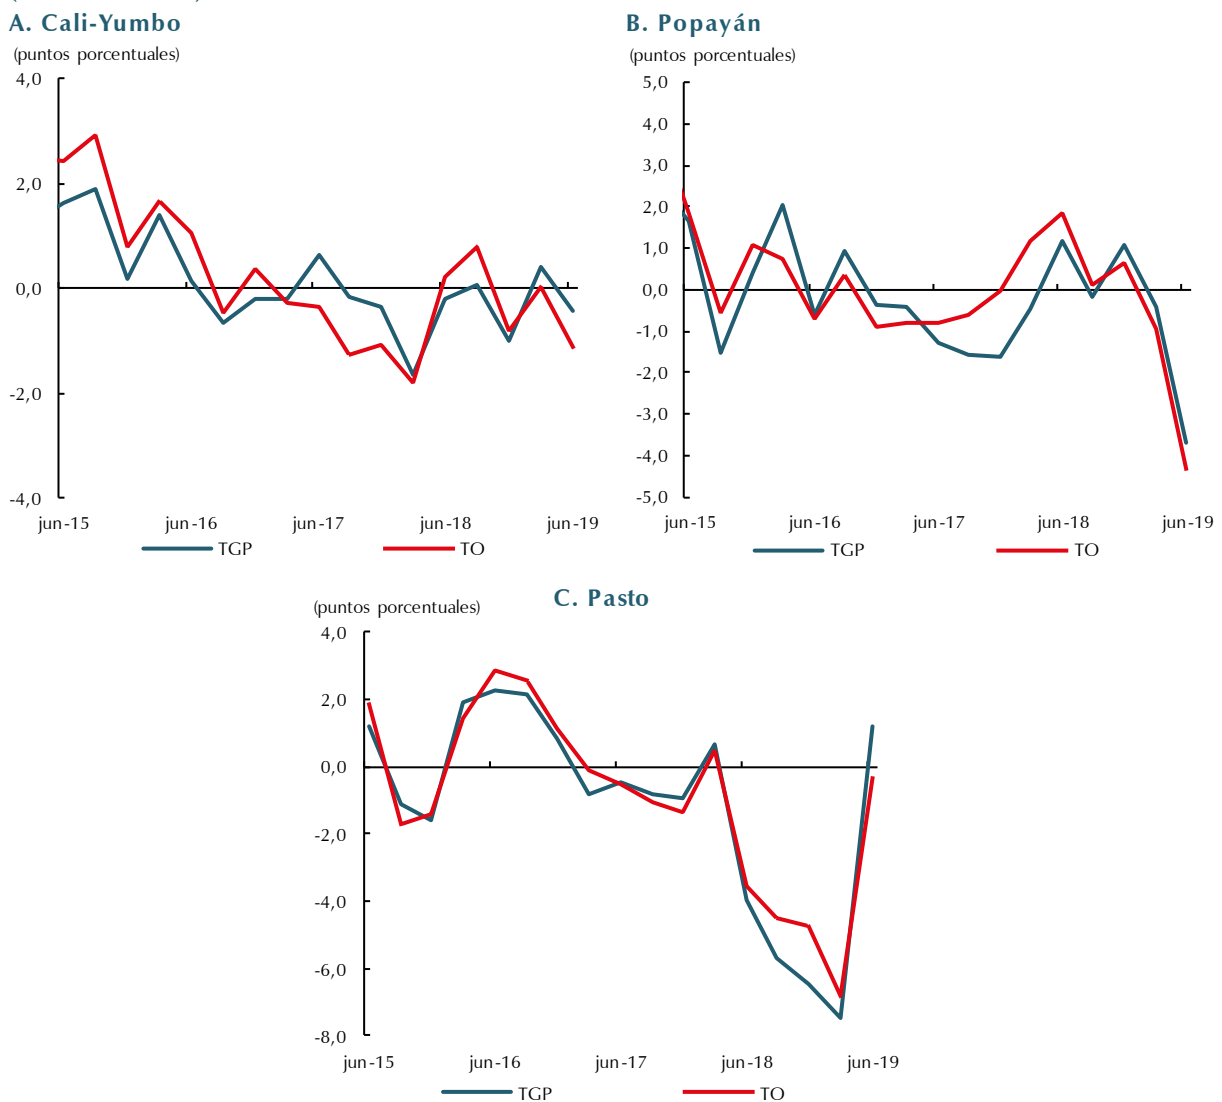 A. Cali-Yumbo
(puntos porcentuales)
4,0
2,0
0,0
-2,0
-4,0
jun-15 jun-16 jun-17 jun-18 jun-19
TGP TO
B. Popayán
(puntos porcentuales)
5,0
4,0
3,0
2,0
1,0
0,0
-1,0
-2,0
-3,0
-4,0
-5,0
jun-15 jun-16 jun-17 jun-18 jun-19
TGP TO
C. Pasto
(puntos porcentuales)
4,0
2,0
0,0
-2,0
-4,0
-6,0
-8,0
jun-15 jun-16 jun-17 jun-18 jun-19
TGP TO